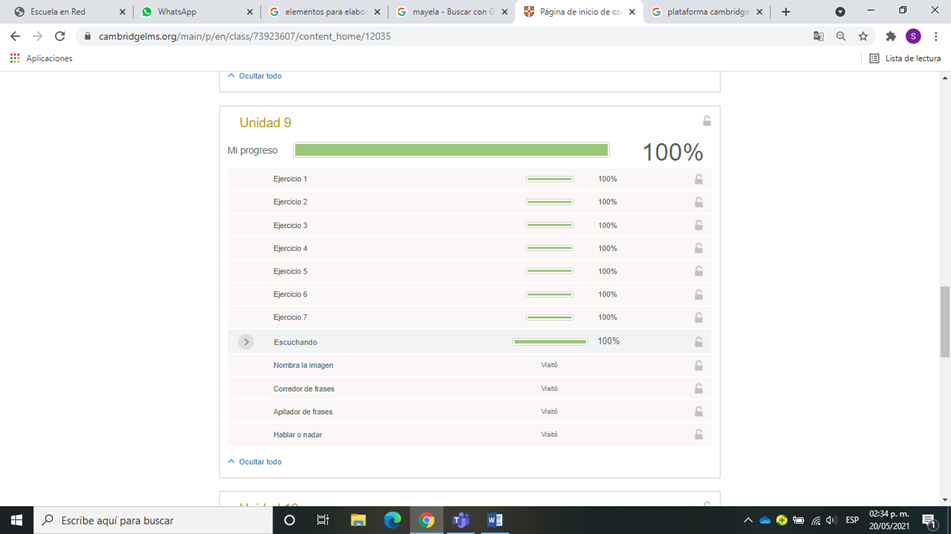 Escuela en Red
WhatsApp
elementos para elabor
mayela - Buscar con G
Página de inicio de co
plataforma cambridge
cambridgelms.org/main/p/en/class/73923607/content_home/12035
S
Aplicaciones
Lista de lectura
Ocultar todo
Unidad 9
Mi progreso 100%
Ejercicio 1 100%
Ejercicio 2 100%
Ejercicio 3 100%
Ejercicio 4 100%
Ejercicio 5 100%
Ejercicio 6 100%
Ejercicio 7 100%
Escuchando 100%
Nombra la imagen Visitó
Corredor de frases Visitó
Apilador de frases Visitó
Hablar o nadar Visitó
Ocultar todo
Escribe aquí para buscar
ESP
02:34 p. m.
20/05/2021
1